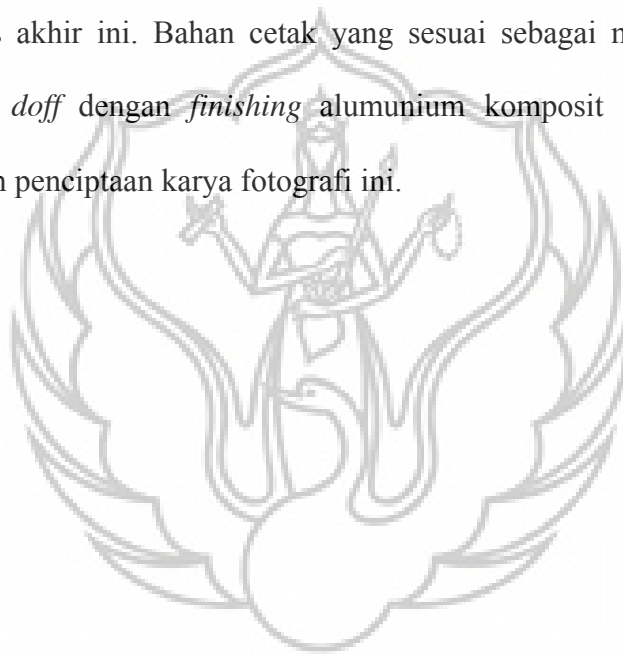 akhir ini. Bahan cetak yang sesuai sebagai
doff dengan finishing alumunium komposit
penciptaan karya fotografi ini.